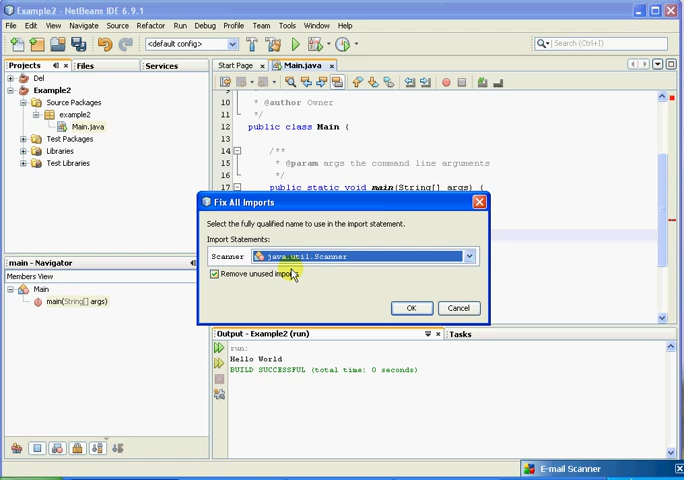 Example2 - NetBeans IDE 6.9.1
File Edit View Navigate Source Refactor Run Debug Profile Team Tools Window Help
<default config>
Search (Ctrl+I)
Projects Files Services
Start Page Main.java
Del
Example2
Source Packages
example2
Main.java
Test Packages
Libraries
Test Libraries
10 * @author Owner
11 */
12 public class Main {
14 /**
15 * @param args the command line arguments
16 */
17 public static void main(String[] args) {
Fix All Imports
Select the fully qualified name to use in the import statement.
Import Statements:
Scanner java.util.Scanner
Remove unused imports
OK Cancel
main - Navigator
Members View
Main
main(String[] args)
Output - Example2 (run) Tasks
run:
Hello World
BUILD SUCCESSFUL (total time: 0 seconds)
E-mail Scanner